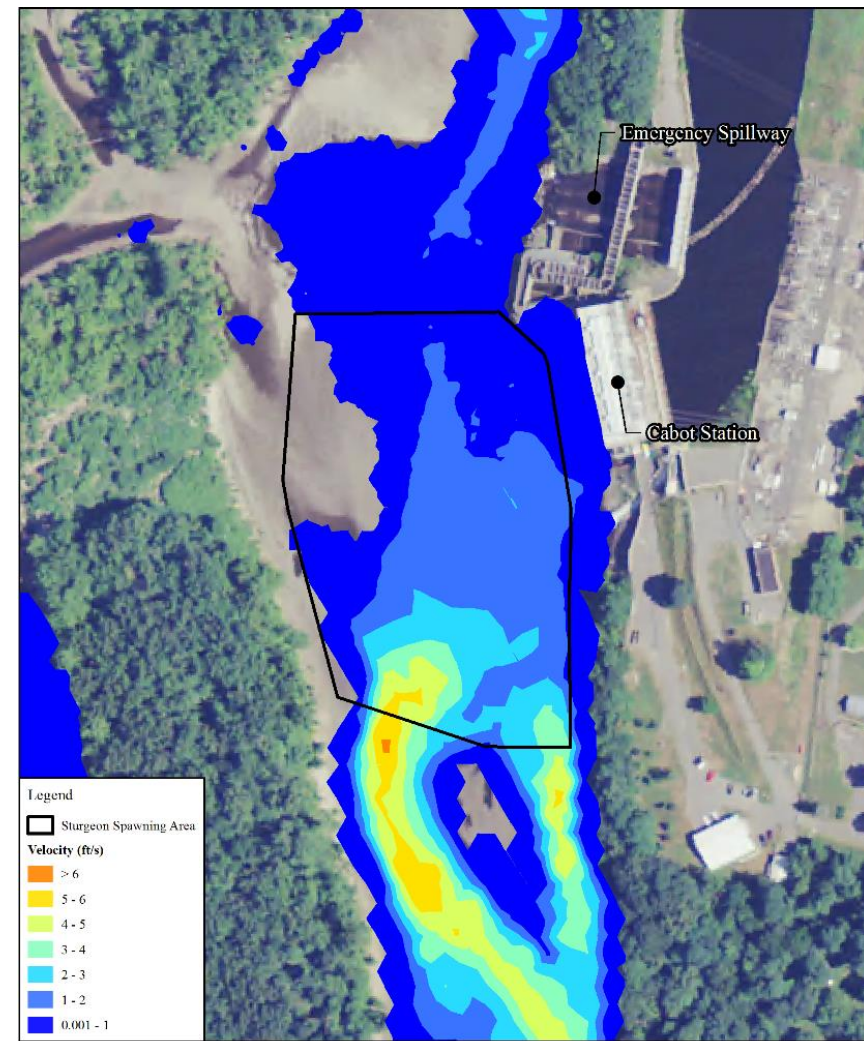 Emergency Spillway
Cabot Station
Legend
Sturgeon Spawning Area
Velocity (ft/s)
> 6
5 - 6
4 - 5
3 - 4
2 - 3
1 - 2
0.001 - 1